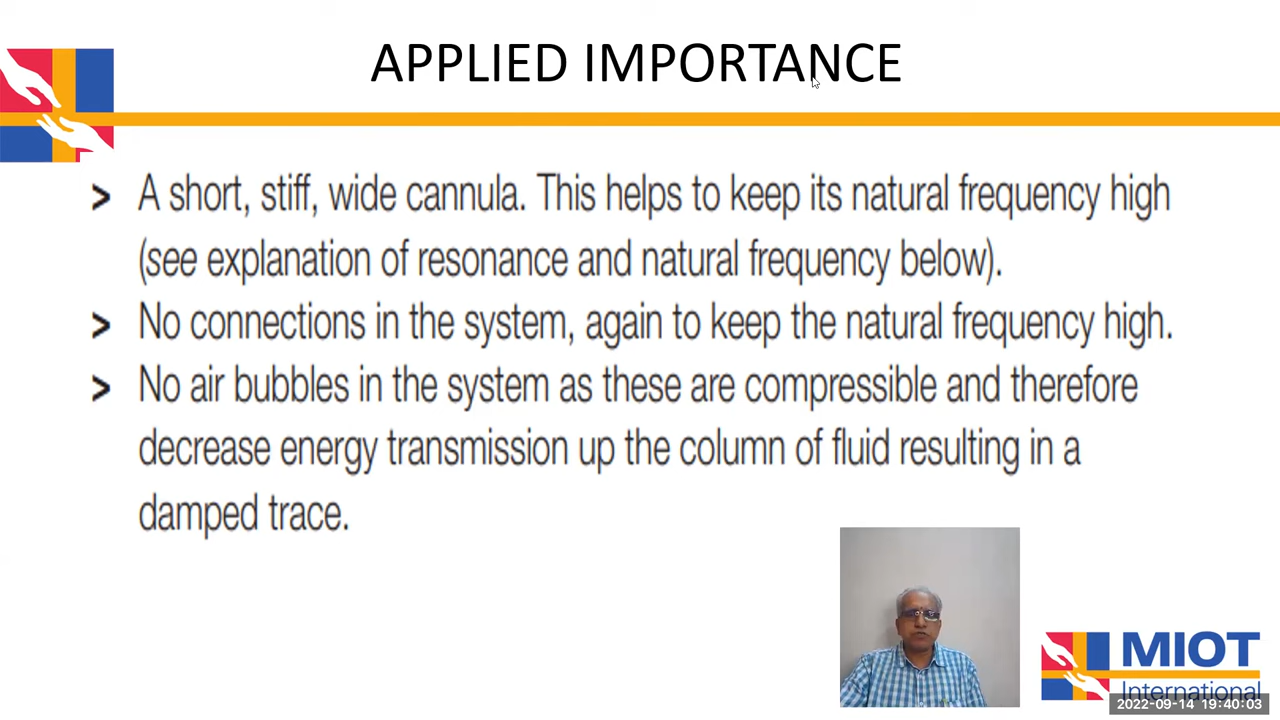 APPLIED IMPORTANCE
> A short, stiff, wide cannula. This helps to keep its natural frequency high
(see explanation of resonance and natural frequency below).
> No connections in the system, again to keep the natural frequency high.
> No air bubbles in the system as these are compressible and therefore
decrease energy transmission up the column of fluid resulting in a
damped trace.
MIOT
International
2022-09-14 19:40:03